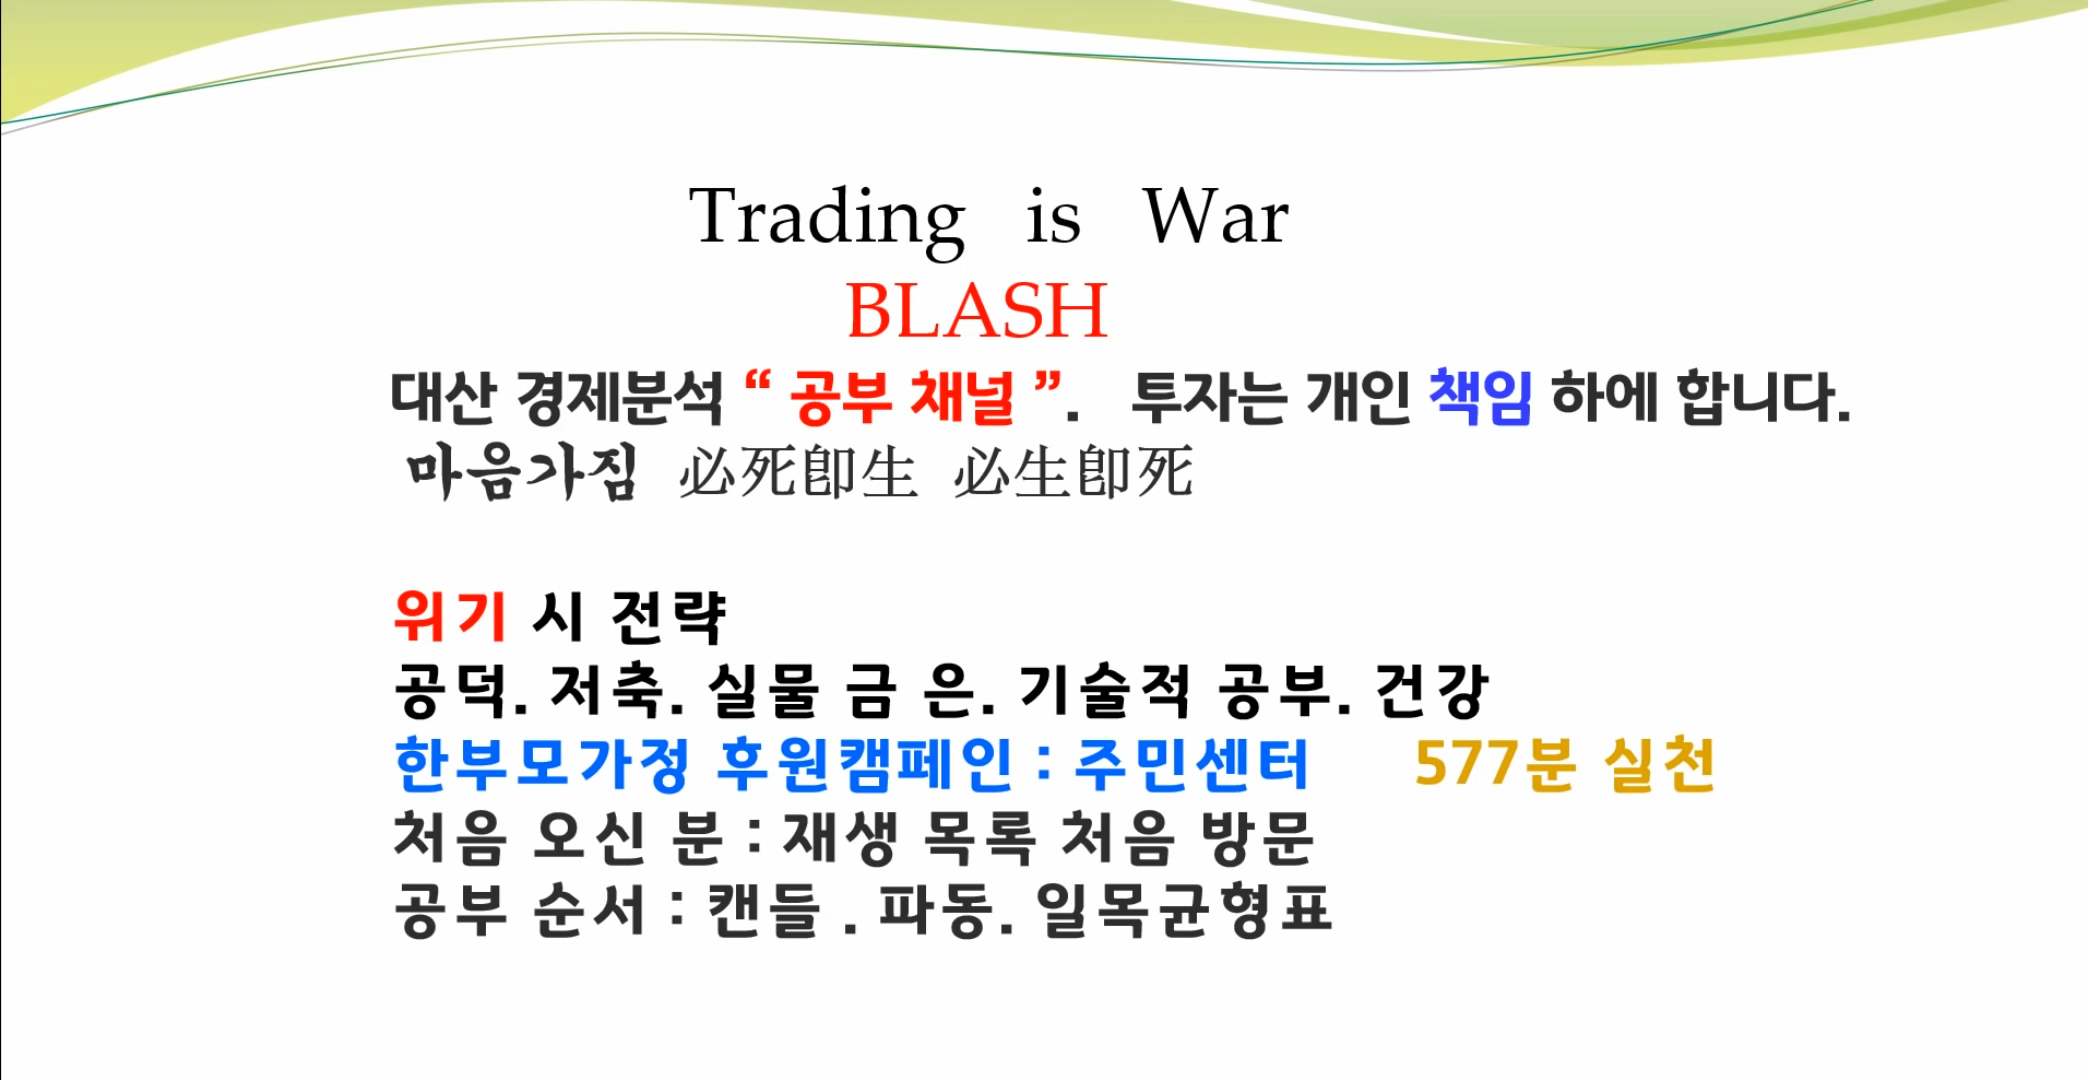 Trading is War
BLASH
대산 경제분석 “ 공부 채널 ”. 투자는 개인 책임 하에 합니다.
마음가짐 必死卽生 必生卽死
위기 시 전략
공덕. 저축. 실물 금 은. 기술적 공부. 건강
한부모가정 후원캠페인 : 주민센터 577분 실천
처음 오신 분 : 재생 목록 처음 방문
공부 순서 : 캔들 . 파동. 일목균형표